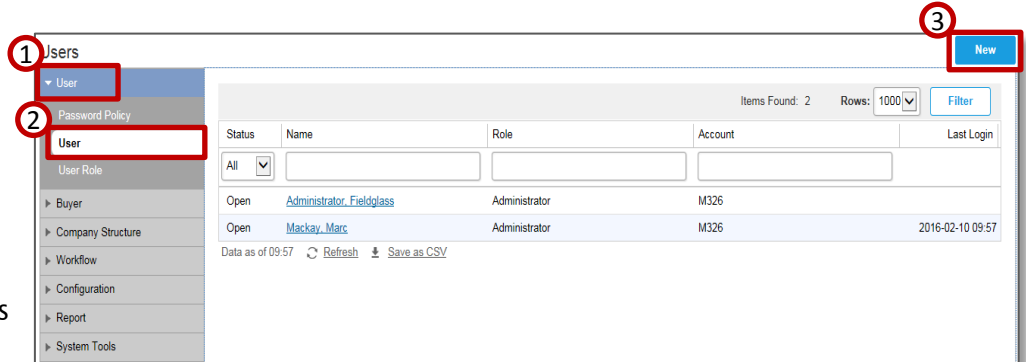 3
1
Users
New
User
Items Found: 2 Rows: 1000 Filter
Password Policy
2
User
Status Name Role Account Last Login
User Role
All
Buyer
Open Administrator, Fieldglass Administrator M326
Company Structure
Open Mackay, Marc Administrator M326 2016-02-10 09:57
Data as of 09:57 Refresh Save as CSV
Workflow
Configuration
s
Report
System Tools